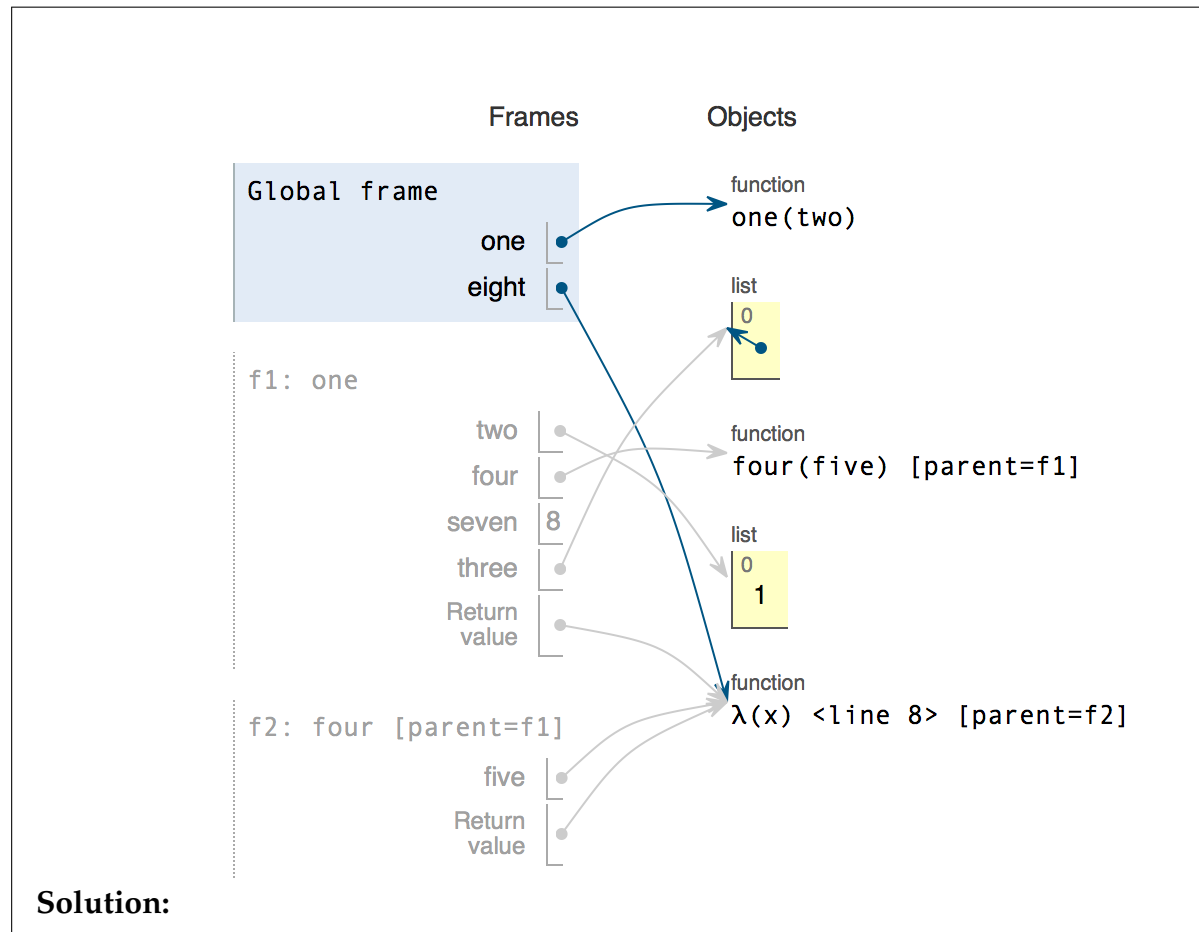 Frames Objects
Global frame
one
eight
function
one(two)
list
0
f1: one
two
four
seven 8
three
Return
value
function
four(five) [parent=f1]
list
0
1
function
λ(x) <line 8> [parent=f2]
f2: four [parent=f1]
five
Return
value
Solution: